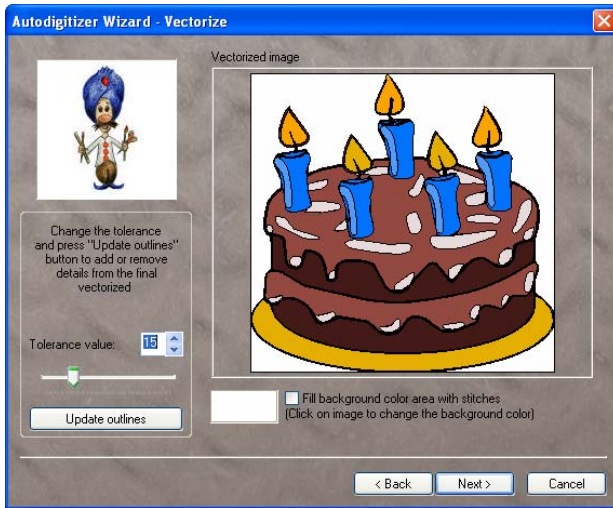 Autodigitizer Wizard - Vectorize
Vectorized image
Change the tolerance
and press "Update outlines"
button to add or remove
details from the final
vectorized
Tolerance value: 15
Update outlines
Fill background color area with stitches
(Click on image to change the background color)
< Back Next > Cancel